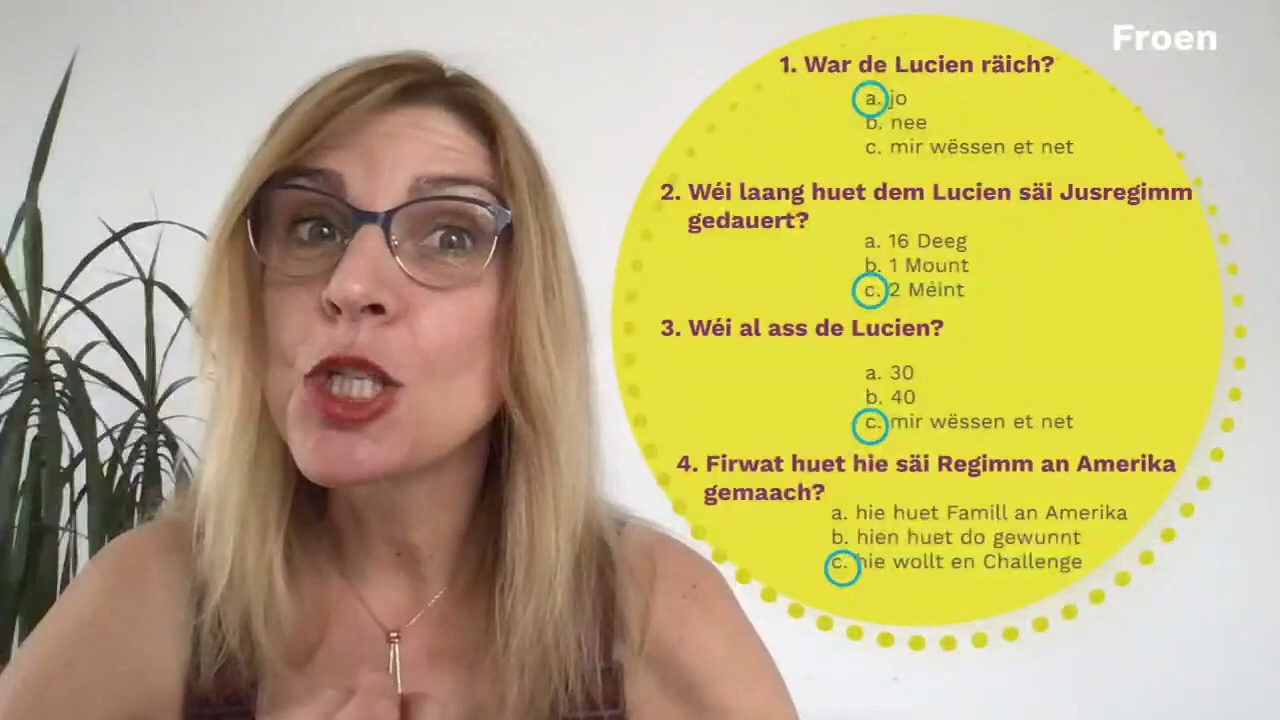 Froen
1. War de Lucien räich?
a. jo
b. nee
c. mir wëssen et net
2. Wéi laang huet dem Lucien säi Jusregimm
gedauert?
a. 16 Deeg
b. 1 Mount
c. 2 Méint
3. Wéi al ass de Lucien?
a. 30
b. 40
c. mir wëssen et net
4. Firwat huet hie säi Regimm an Amerika
gemaach?
a. hie huet Famill an Amerika
b. hien huet do gewunnt
c. hie wollt en Challenge